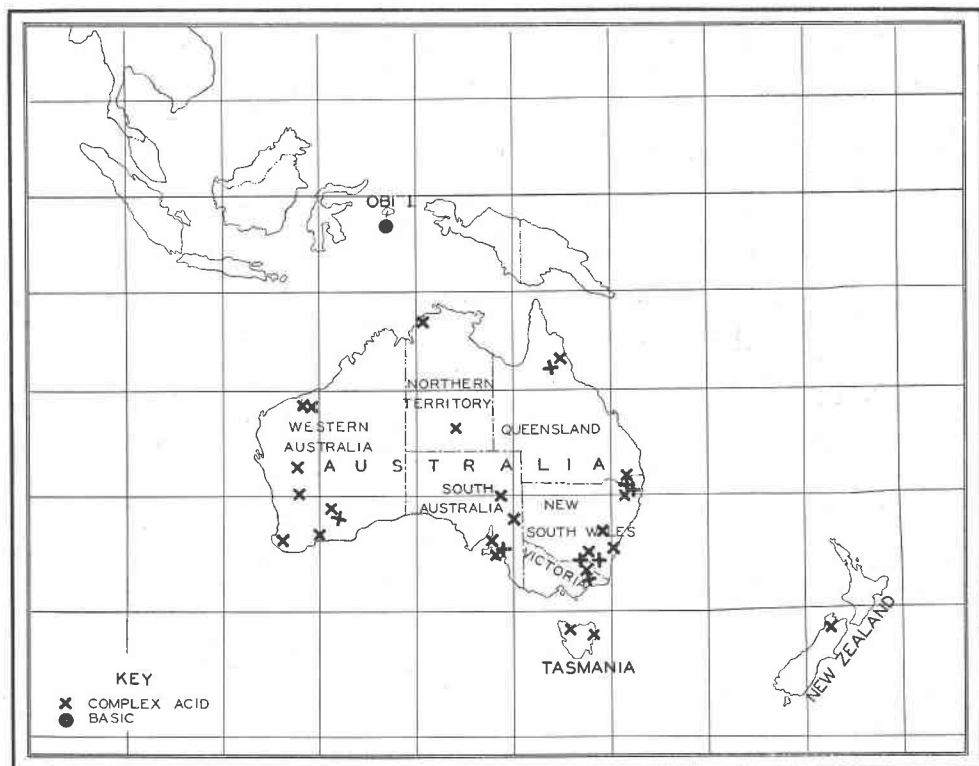 OBI I.
NORTHERN
TERRITORY
WESTERN
AUSTRALIA
QUEENSLAND
AUSTRALIA
SOUTH
AUSTRALIA
NEW
SOUTH WALES
VICTORIA
TASMANIA
NEW ZEALAND
KEY
COMPLEX ACID
BASIC